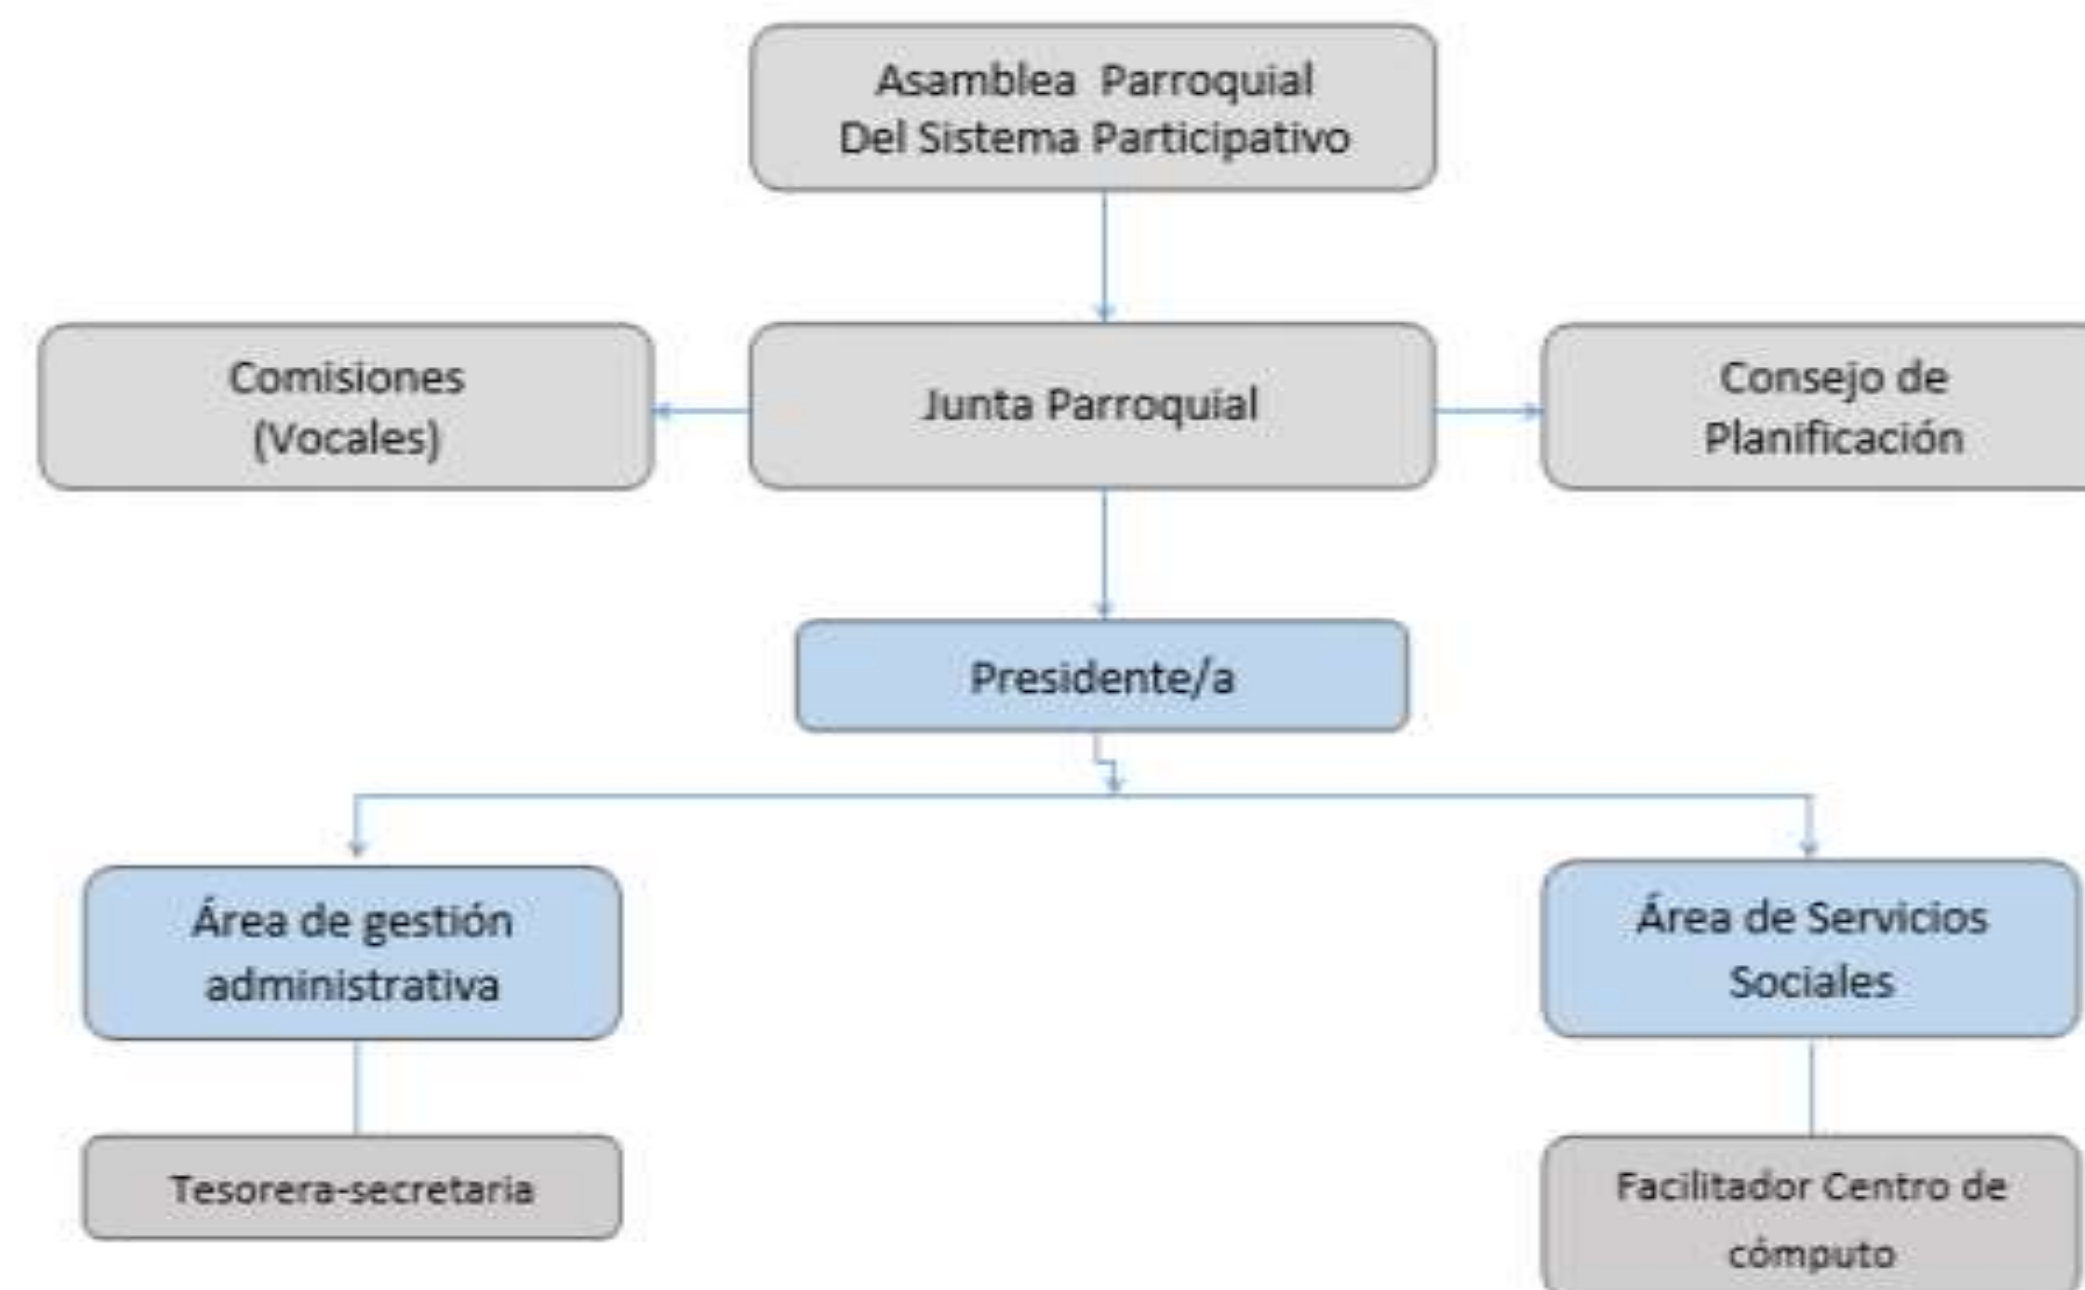 Asamblea Parroquial
Del Sistema Participativo
Comisiones
(Vocales)
Junta Parroquial
Consejo de
Planificación
Presidente/a
Área de gestión
administrativa
Área de Servicios
Sociales
Tesorera-secretaria
Facilitador Centro de
cómputo